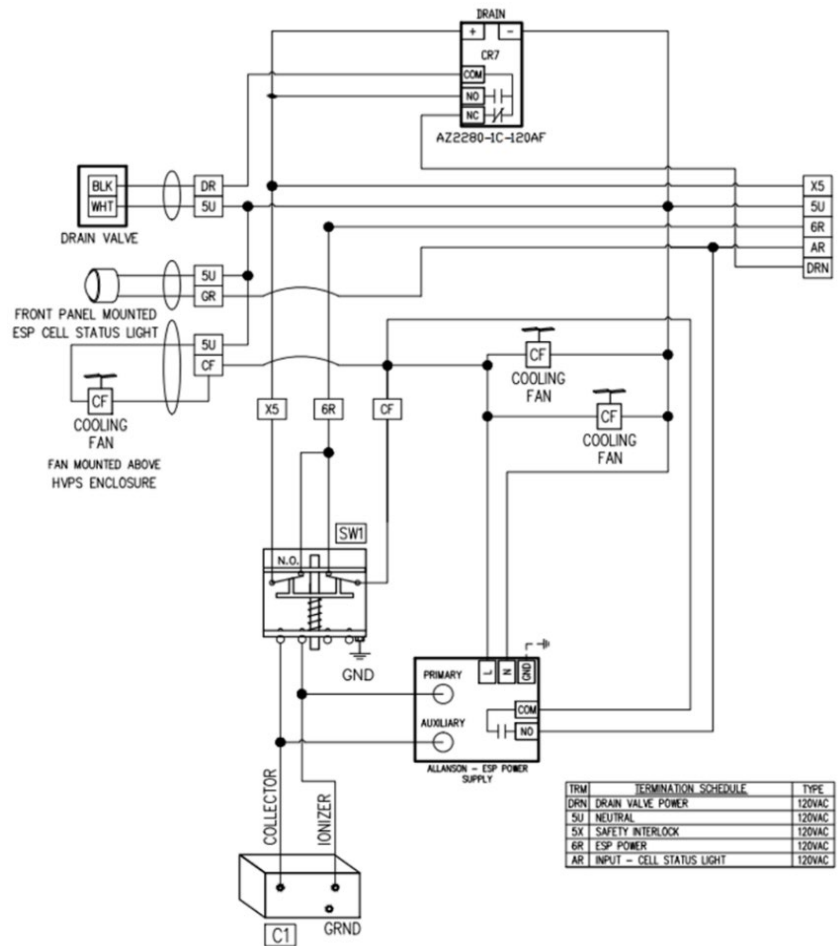 DRAIN
+ -
CR7
COM
NO
NC
AZ2280-1C-120AF
BLK DR
WHT 5U
DRAIN VALVE
X5
5U
6R
AR
DRN
5U
GR
FRONT PANEL MOUNTED
ESP CELL STATUS LIGHT
5U
CF
CF
COOLING
FAN
FAN MOUNTED ABOVE
HVPS ENCLOSURE
CF
COOLING
FAN
CF
COOLING
FAN
X5 6R CF
SW1
N.O.
GND
L N GND
PRIMARY
AUXILIARY
COM
NO
ALLANSON - ESP POWER
SUPPLY
COLLECTOR
IONIZER
C1
GRND
TRM TERMINATION SCHEDULE TYPE
DRN DRAIN VALVE POWER 120VAC
5U NEUTRAL 120VAC
5X SAFETY INTERLOCK 120VAC
6R ESP POWER 120VAC
AR INPUT - CELL STATUS LIGHT 120VAC